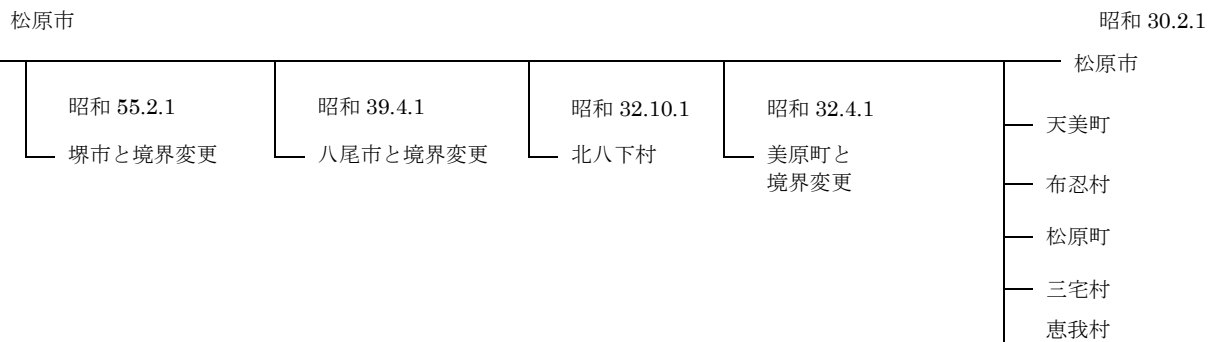 松原市
昭和 30.2.1
松原市
昭和 55.2.1
堺市と境界変更
昭和 39.4.1
八尾市と境界変更
昭和 32.10.1
北八下村
昭和 32.4.1
美原町と
境界変更
天美町
布忍村
松原町
三宅村
恵我村